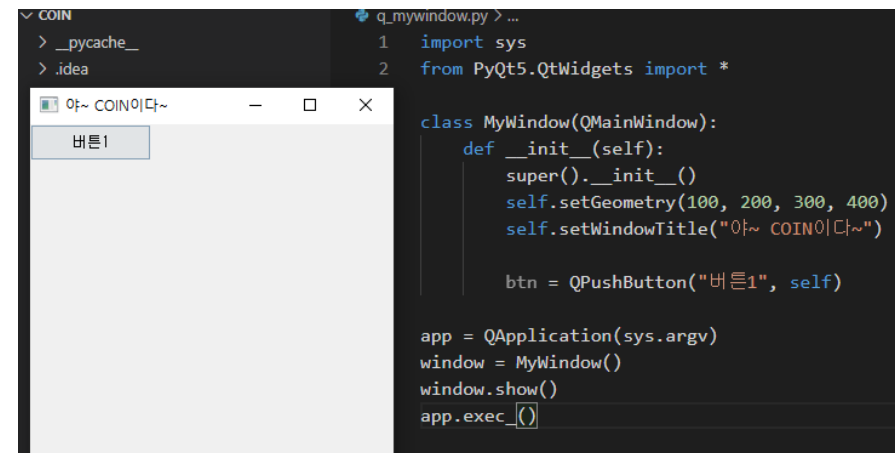 COIN
__pycache__
.idea
야~ COIN이다~
버튼1
q_mywindow.py > ...
1 import sys
2 from PyQt5.QtWidgets import *
class MyWindow(QMainWindow):
def __init__(self):
super().__init__()
self.setGeometry(100, 200, 300, 400)
self.setWindowTitle("야~ COIN이다~")
btn = QPushButton("버튼1", self)
app = QApplication(sys.argv)
window = MyWindow()
window.show()
app.exec_()